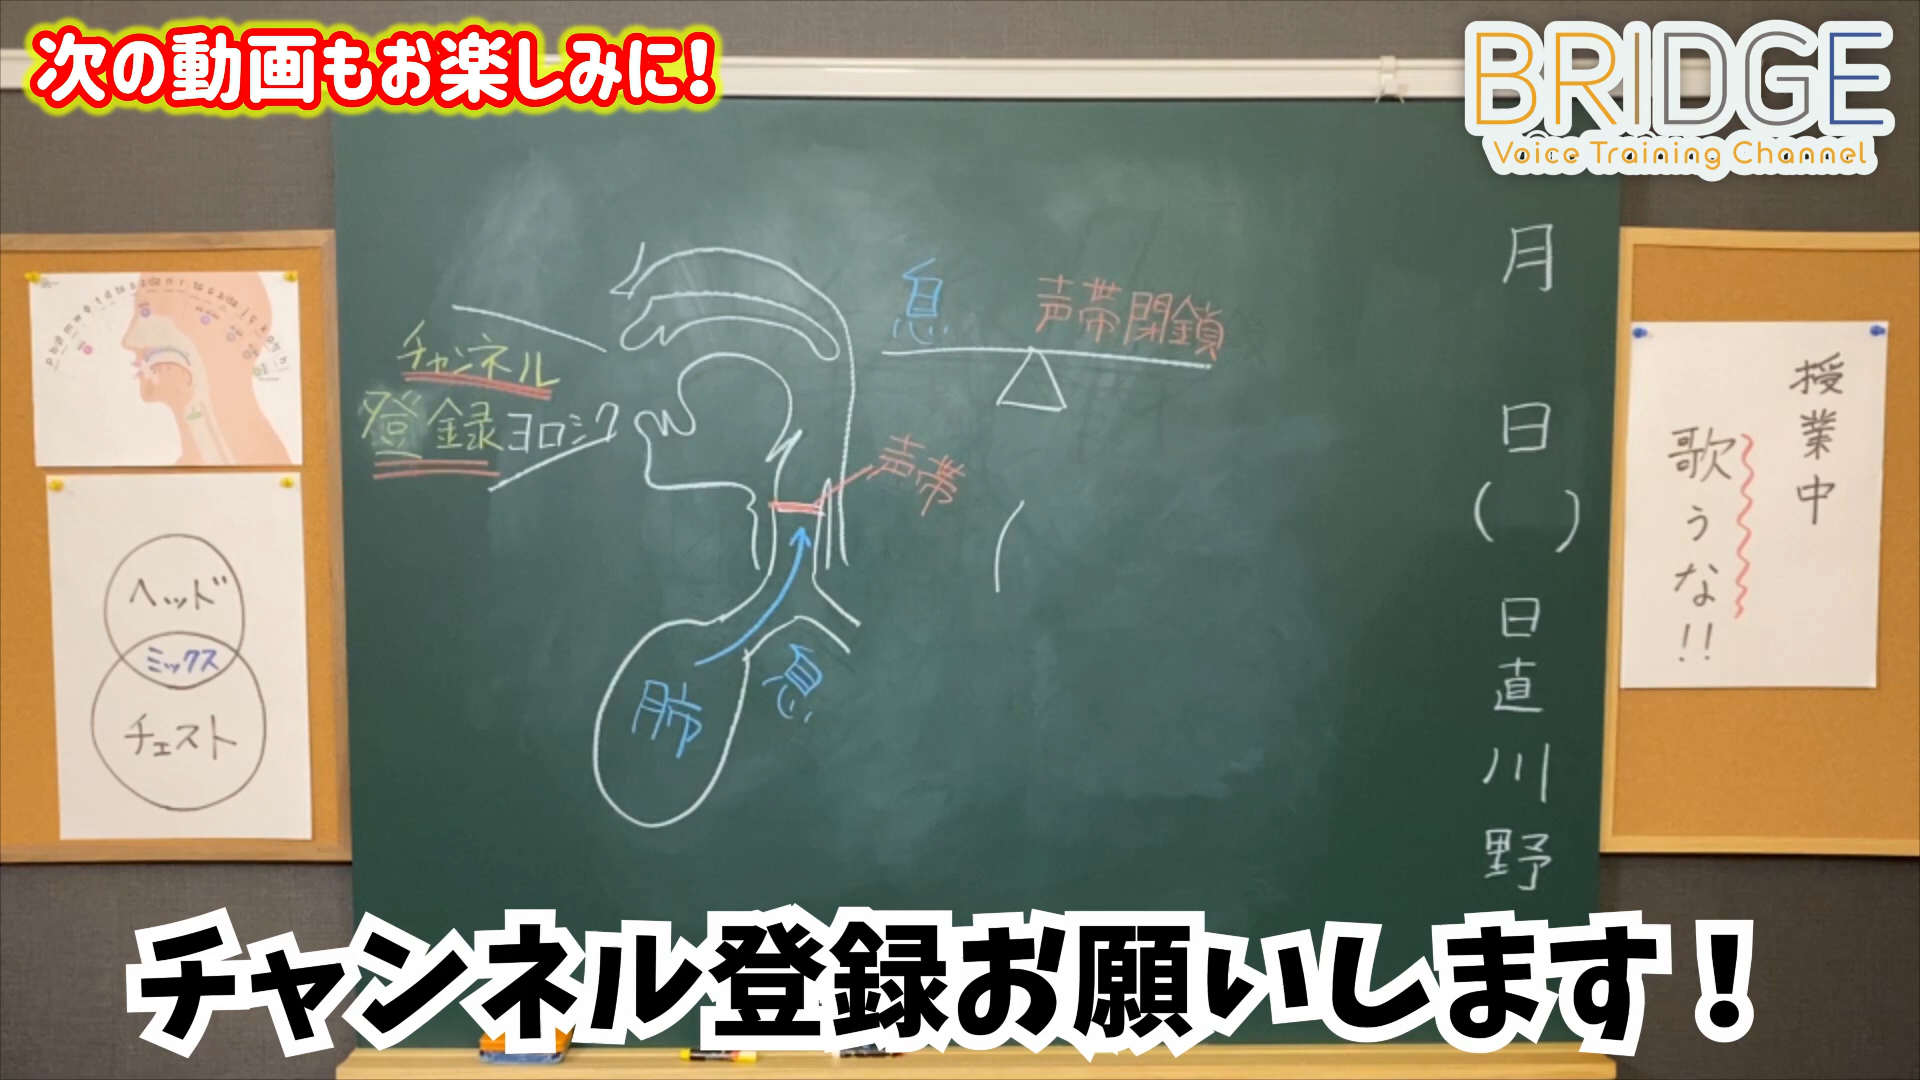 次の動画もお楽しみに!
BRIDGE
Voice Training Channel
チャンネル
登録ヨロシク
息
声帯閉鎖
声帯
肺
息
ヘッド
ミックス
チェスト
月
日
( )
日直
川野
授業中
歌うな!!
チャンネル登録お願いします!